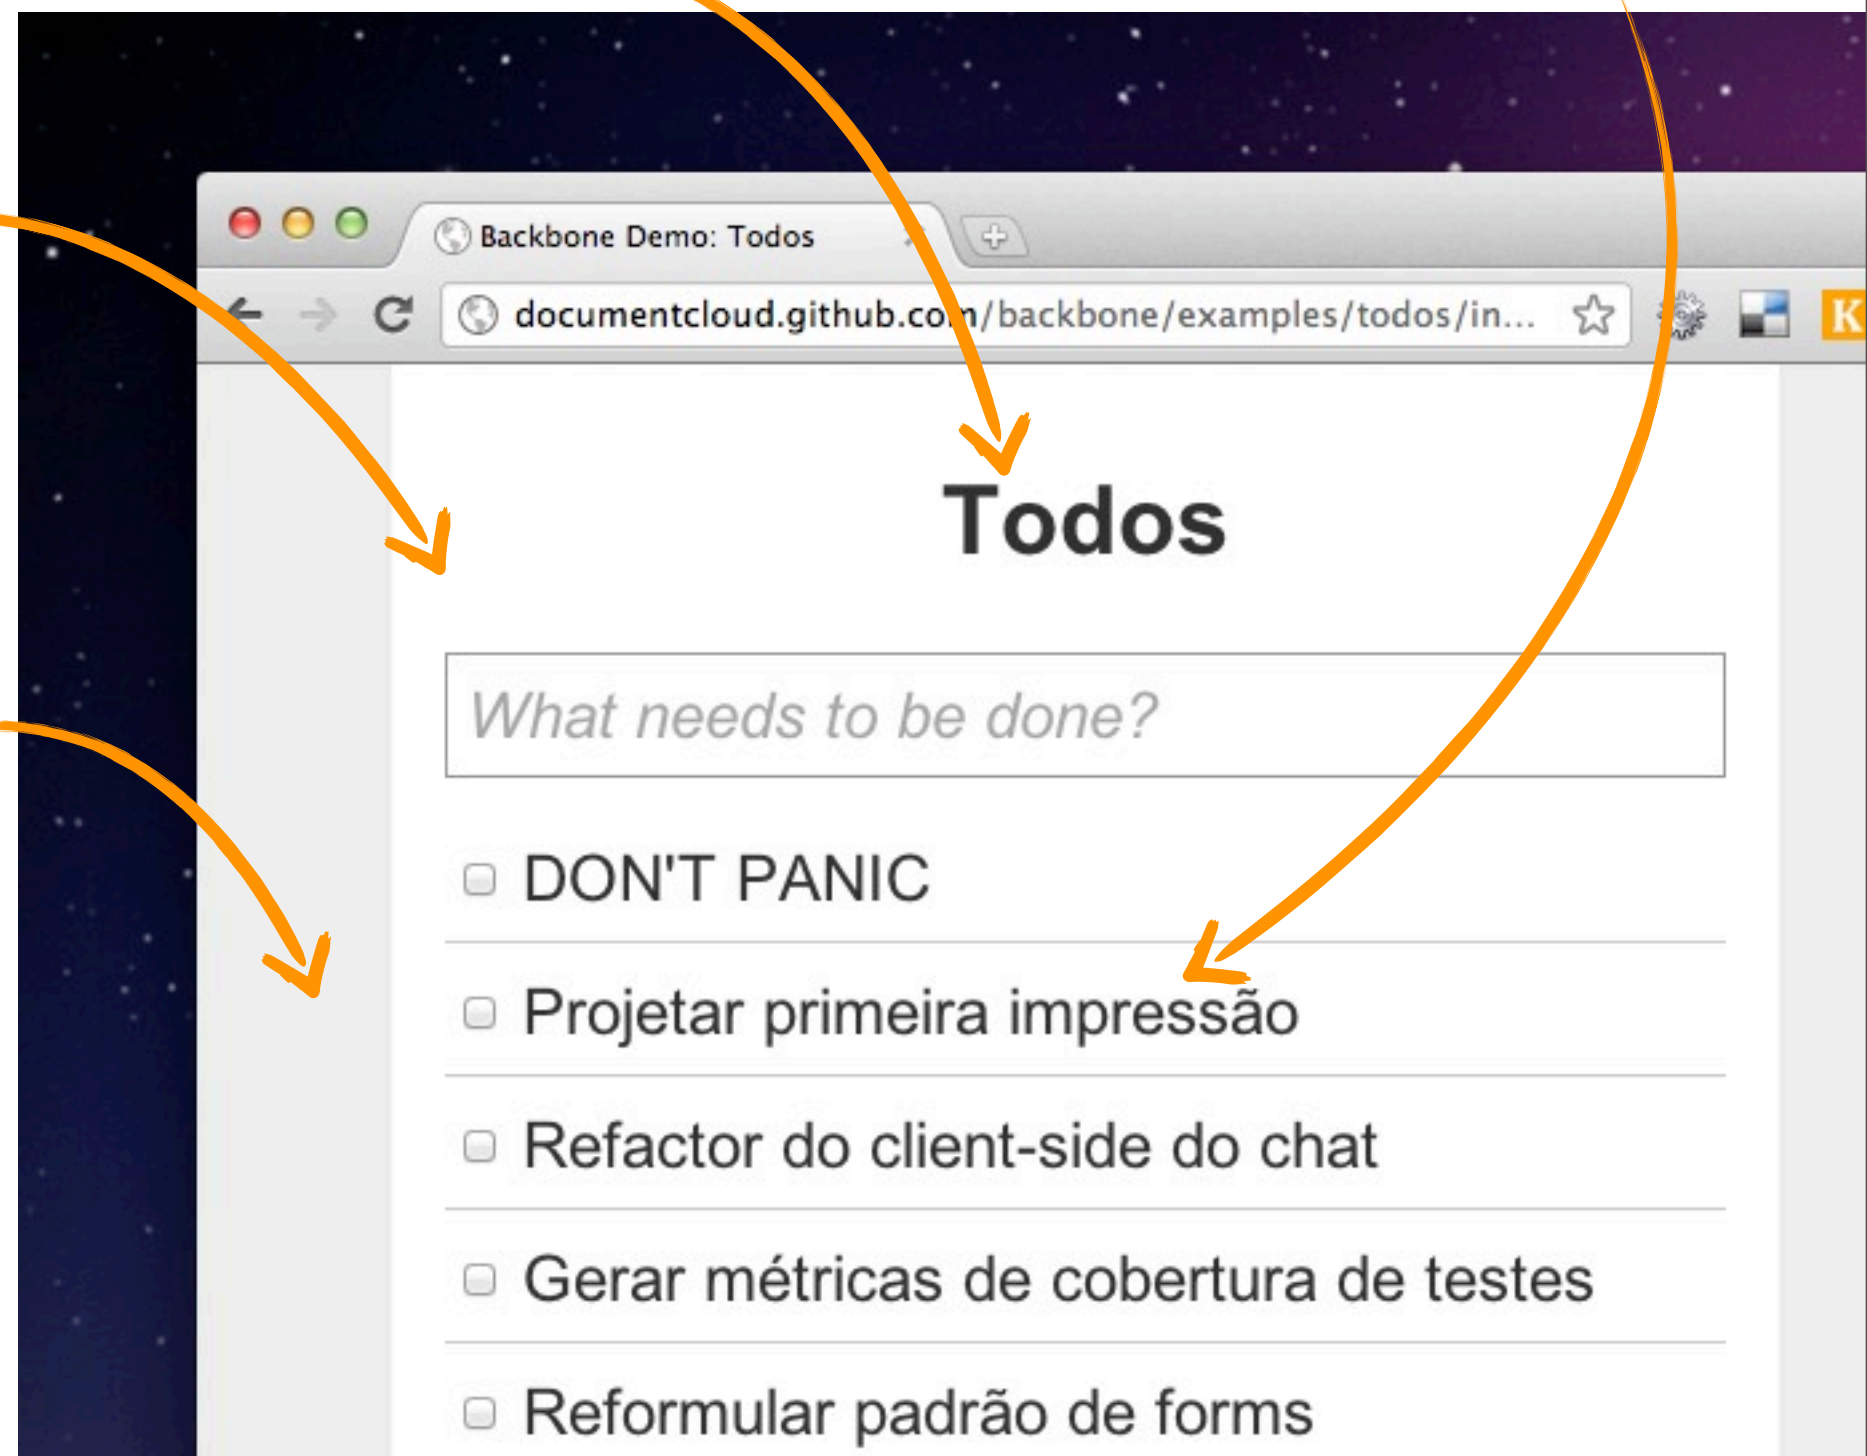 Backbone Demo: Todos
documentcloud.github.com/backbone/examples/todos/in...
K
Todos
What needs to be done?
DON'T PANIC
Projetar primeira impressão
Refactor do client-side do chat
Gerar métricas de cobertura de testes
Reformular padrão de forms